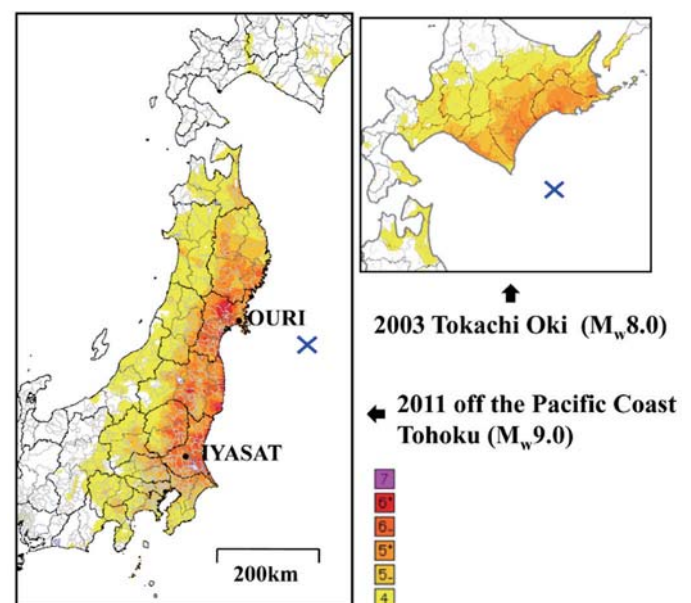 OURI
IYASAT
200km
2003 Tokachi Oki (Mw8.0)
2011 off the Pacific Coast
Tohoku (Mw9.0)
7
6+
6-
5+
5-
4